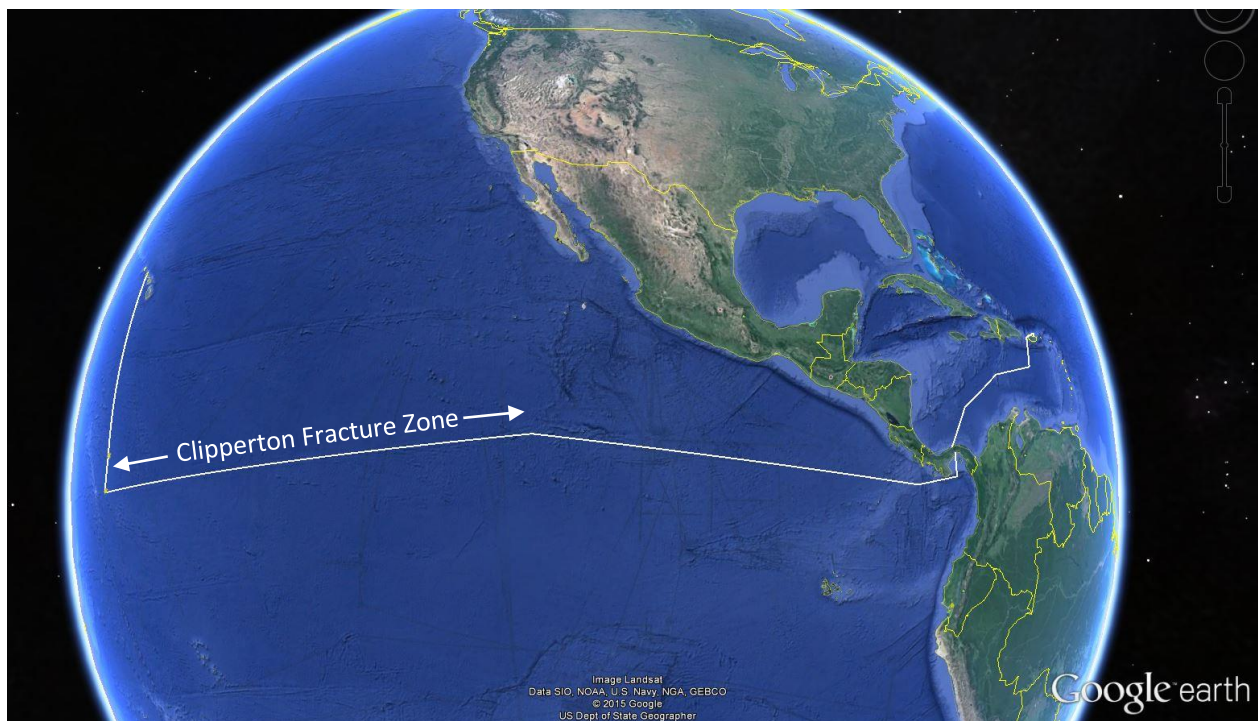 Clipperton Fracture Zone
Image Landsat
Data SIO, NOAA, U.S. Navy, NGA, GEBCO
© 2015 Google
US Dept of State Geographer
Google earth